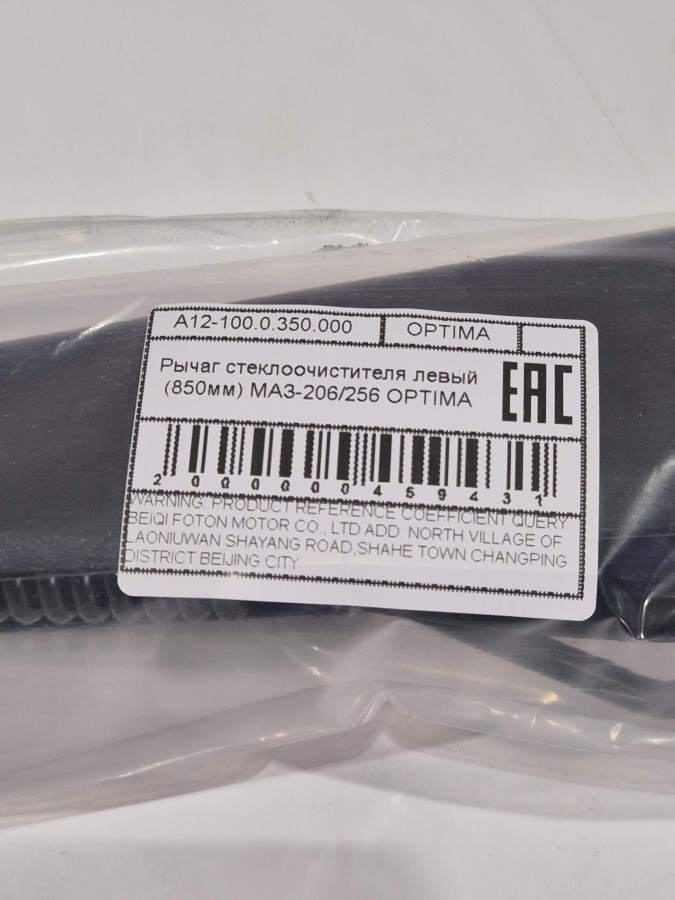 A12-100.0.350.000 OPTIMA
Рычаг стеклоочистителя левый
(850мм) МАЗ-206/256 OPTIMA
EAC
2000000459431
WARNING: PRODUCT REFERENCE COEFFICIENT QUERY
BEIQI FOTON MOTOR CO., LTD ADD. NORTH VILLAGE OF
LAONIUWAN SHAYANG ROAD,SHAHE TOWN CHANGPING
DISTRICT BEIJING CITY